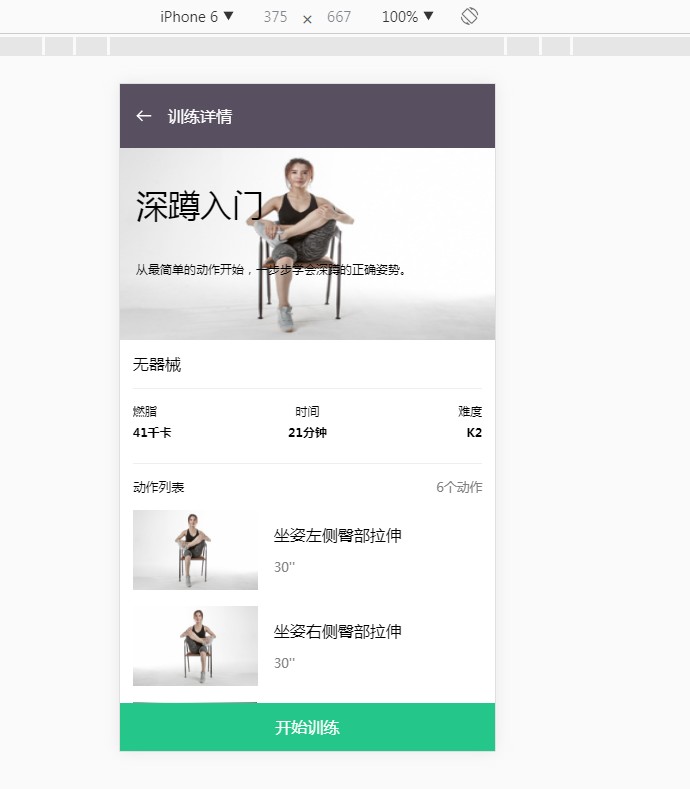 iPhone 6 ▼ 375 × 667 100% ▼
← 训练详情
深蹲入门
从最简单的动作开始，一步步学会深蹲的正确姿势。
无器械
燃脂 时间 难度
41千卡 21分钟 K2
动作列表 6个动作
坐姿左侧臀部拉伸
30''
坐姿右侧臀部拉伸
30''
开始训练